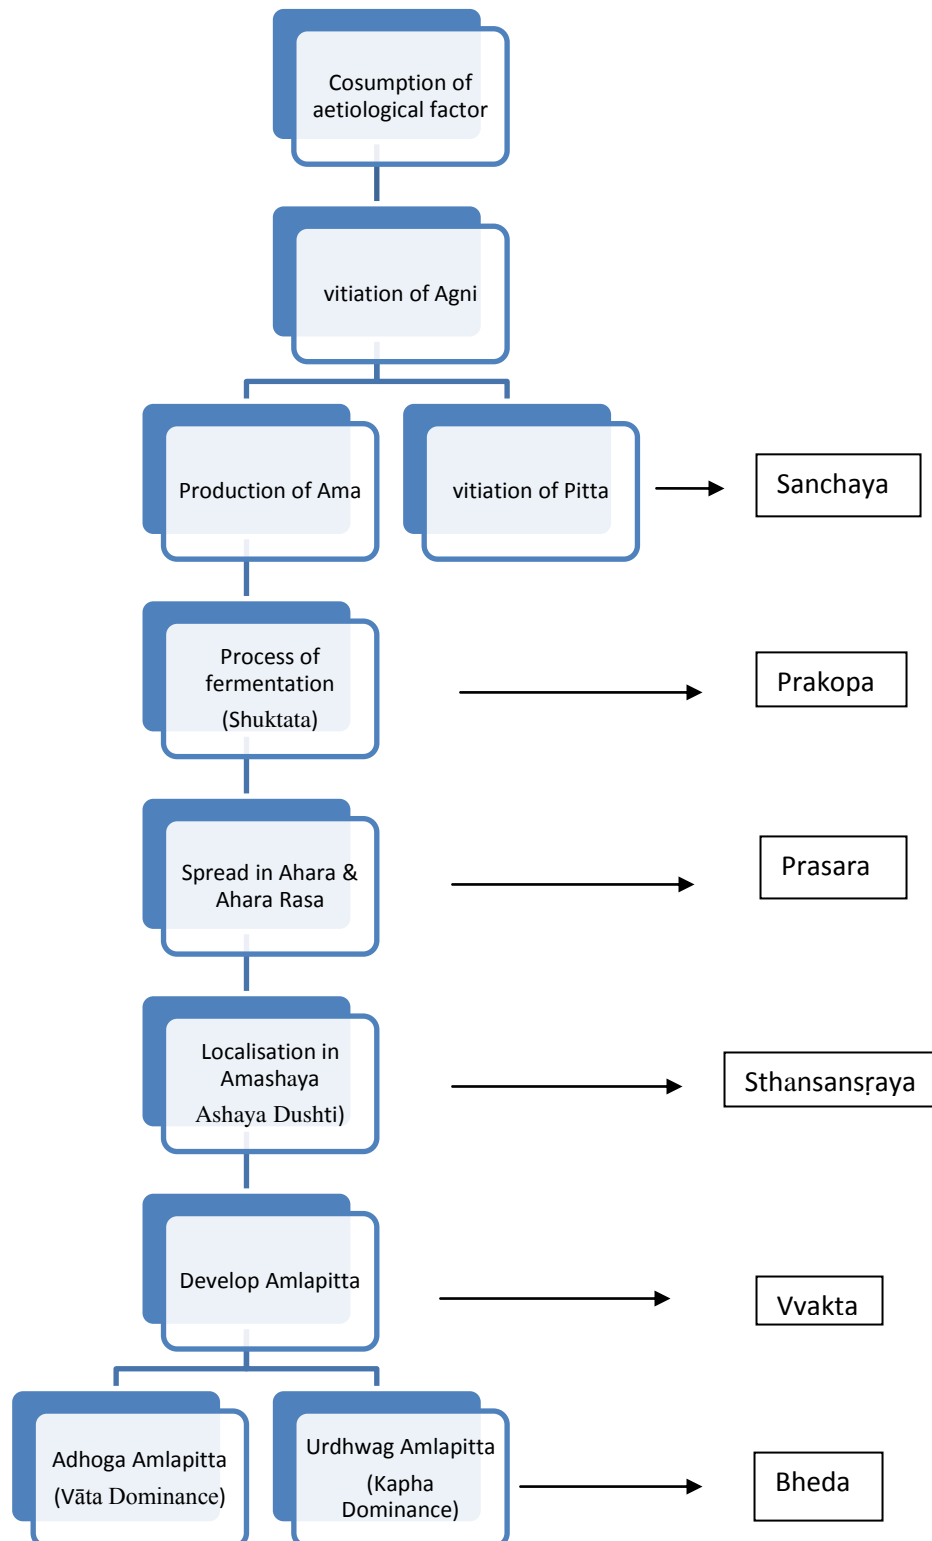 Cosumption of
aetiological factor
vitiation of Agni
Production of Ama
vitiation of Pitta
Sanchaya
Process of
fermentation
(Shuktata)
Prakopa
Spread in Ahara &
Ahara Rasa
Prasara
Localisation in
Amashaya
Ashaya Dushti)
Sthansansṛaya
Develop Amlapitta
Vvakta
Adhoga Amlapitta
(Vāta Dominance)
Urdhwag Amlapitta
(Kapha
Dominance)
Bheda